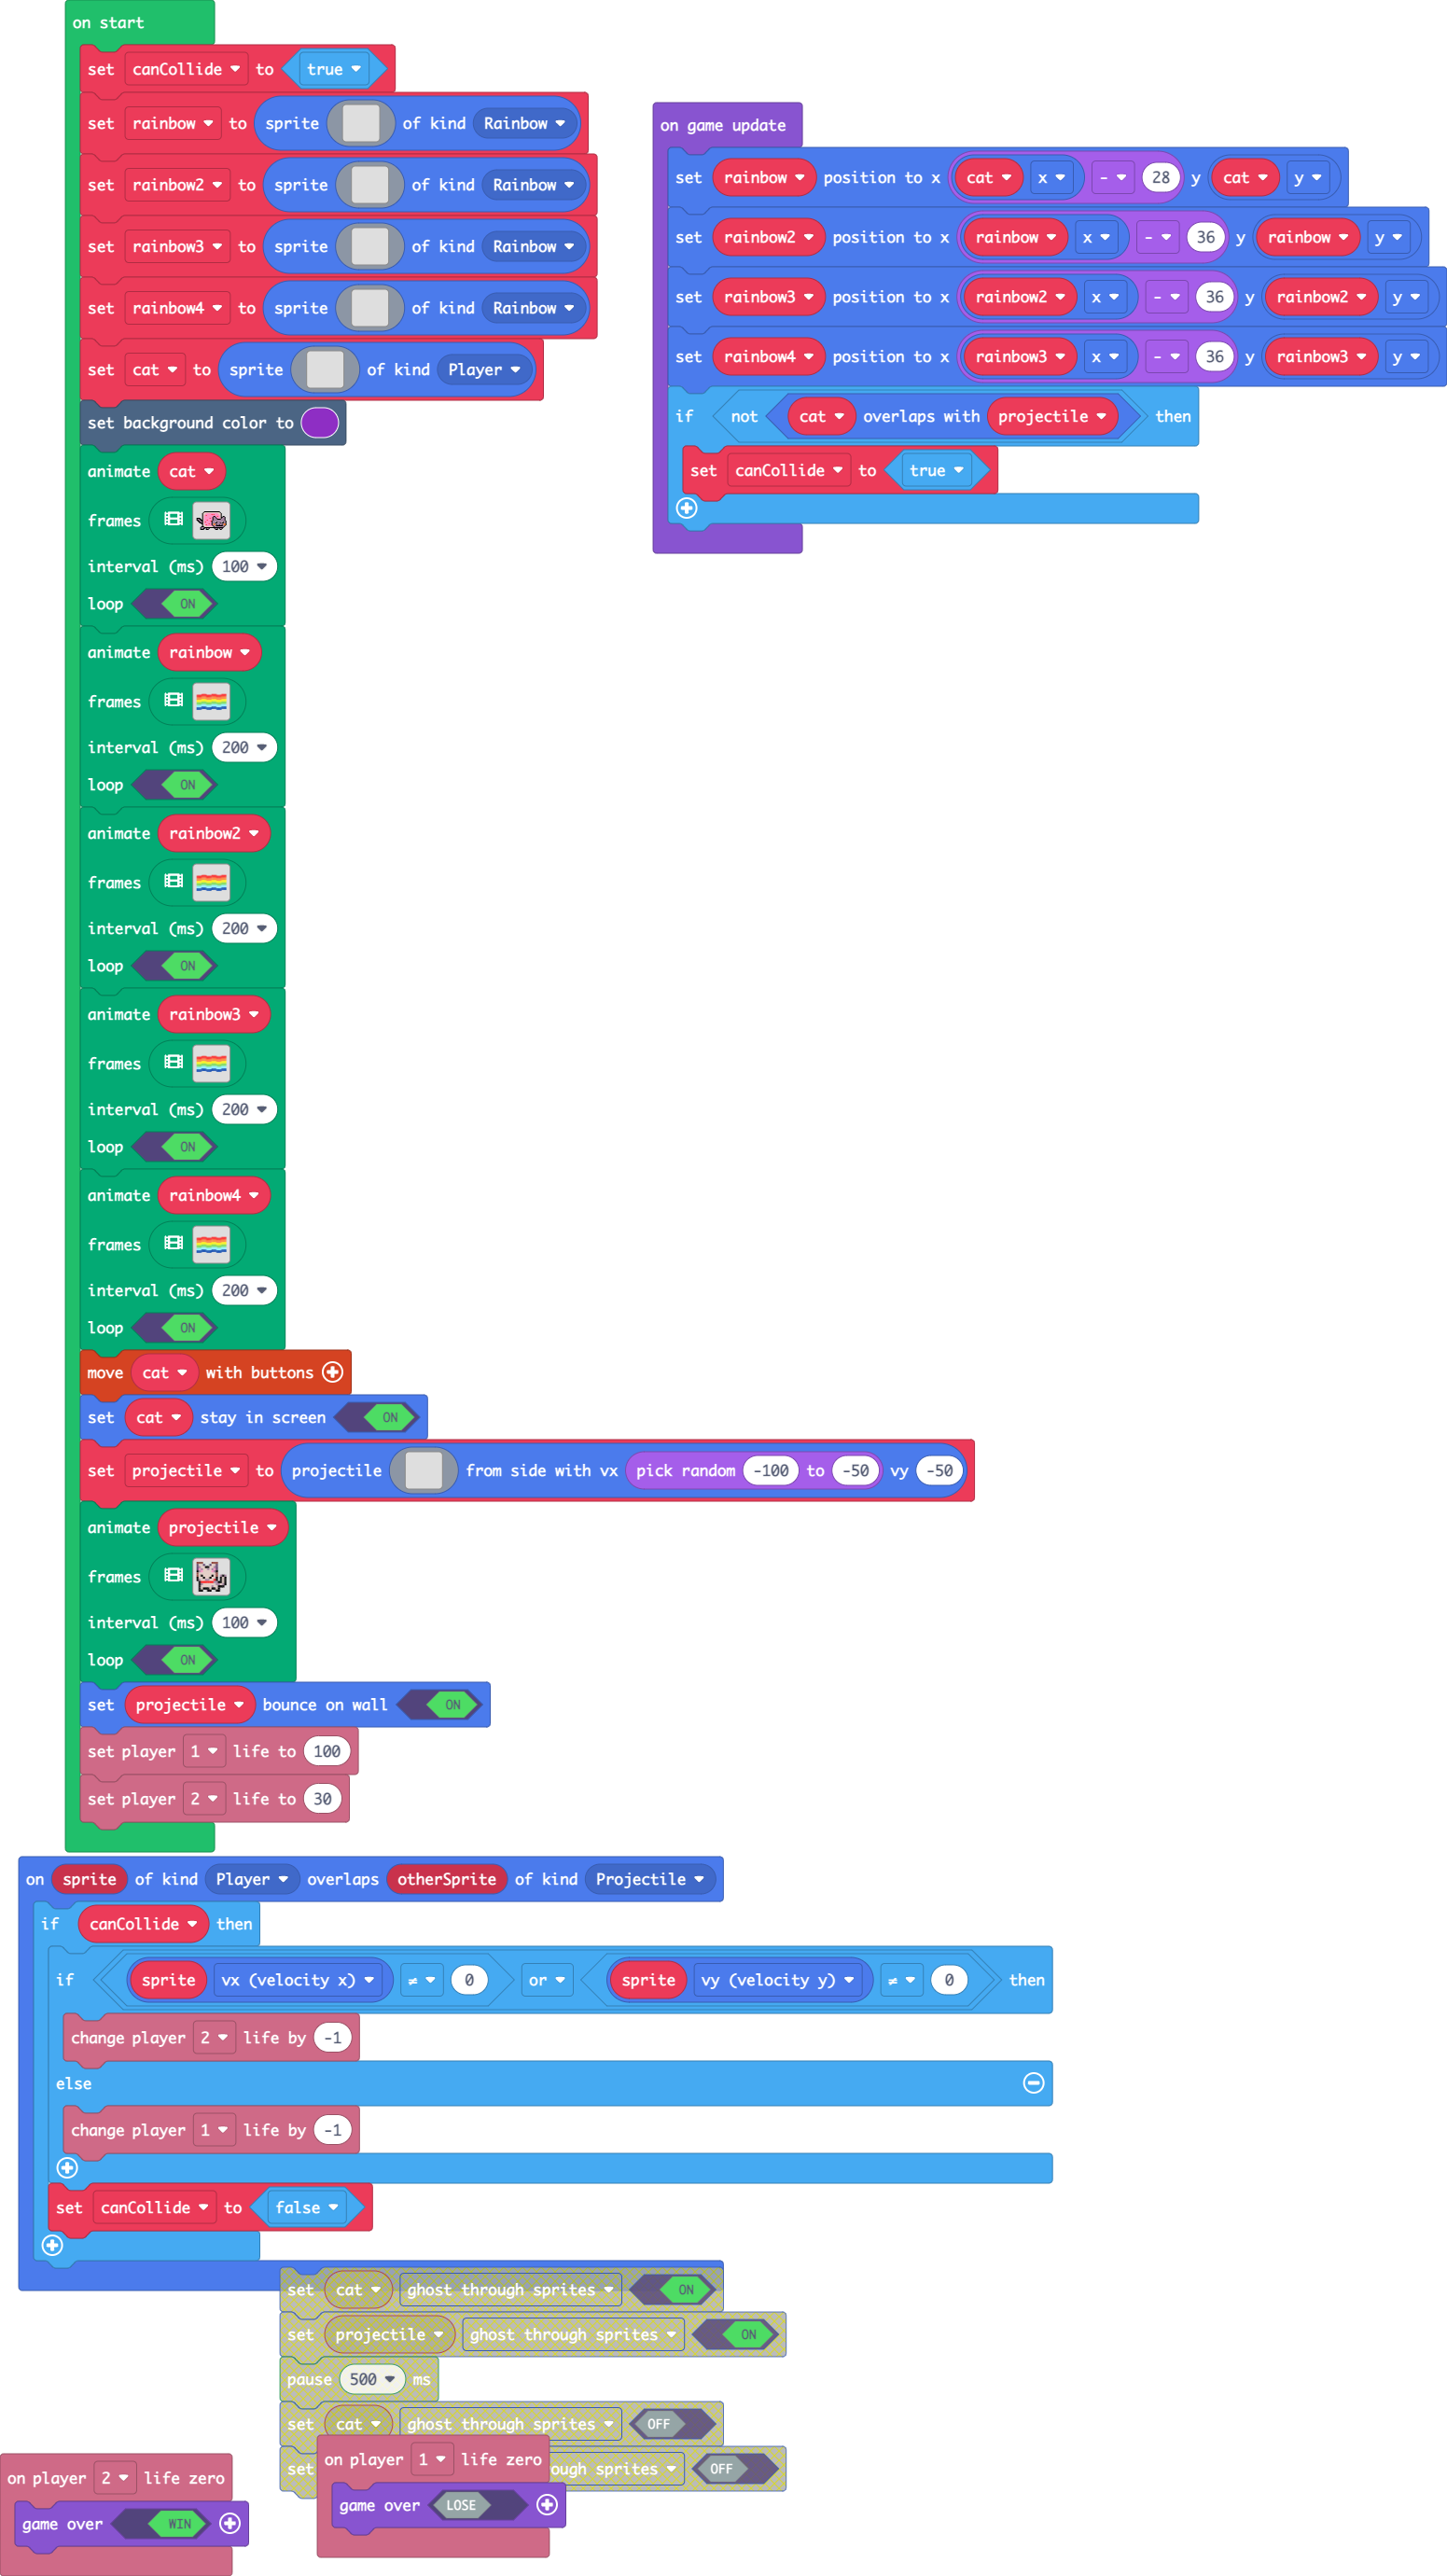 on start
set canCollide to true
set rainbow to sprite of kind Rainbow
set rainbow2 to sprite of kind Rainbow
set rainbow3 to sprite of kind Rainbow
set rainbow4 to sprite of kind Rainbow
set cat to sprite of kind Player
set background color to
animate cat
frames
interval (ms) 100
loop ON
animate rainbow
frames
interval (ms) 200
loop ON
animate rainbow2
frames
interval (ms) 200
loop ON
animate rainbow3
frames
interval (ms) 200
loop ON
animate rainbow4
frames
interval (ms) 200
loop ON
move cat with buttons
set cat stay in screen ON
set projectile to projectile from side with vx pick random -100 to -50 vy -50
animate projectile
frames
interval (ms) 100
loop ON
set projectile bounce on wall ON
set player 1 life to 100
set player 2 life to 30
on game update
set rainbow position to x cat x - 28 y cat y
set rainbow2 position to x rainbow x - 36 y rainbow y
set rainbow3 position to x rainbow2 x - 36 y rainbow2 y
set rainbow4 position to x rainbow3 x - 36 y rainbow3 y
if not cat overlaps with projectile then
set canCollide to true
on sprite of kind Player overlaps otherSprite of kind Projectile
if canCollide then
if sprite vx (velocity x) ≠ 0 or sprite vy (velocity y) ≠ 0 then
change player 2 life by -1
else
change player 1 life by -1
set canCollide to false
set cat ghost through sprites ON
set projectile ghost through sprites ON
pause 500 ms
set cat ghost through sprites OFF
set ough sprites OFF
on player 1 life zero
game over LOSE
on player 2 life zero
game over WIN